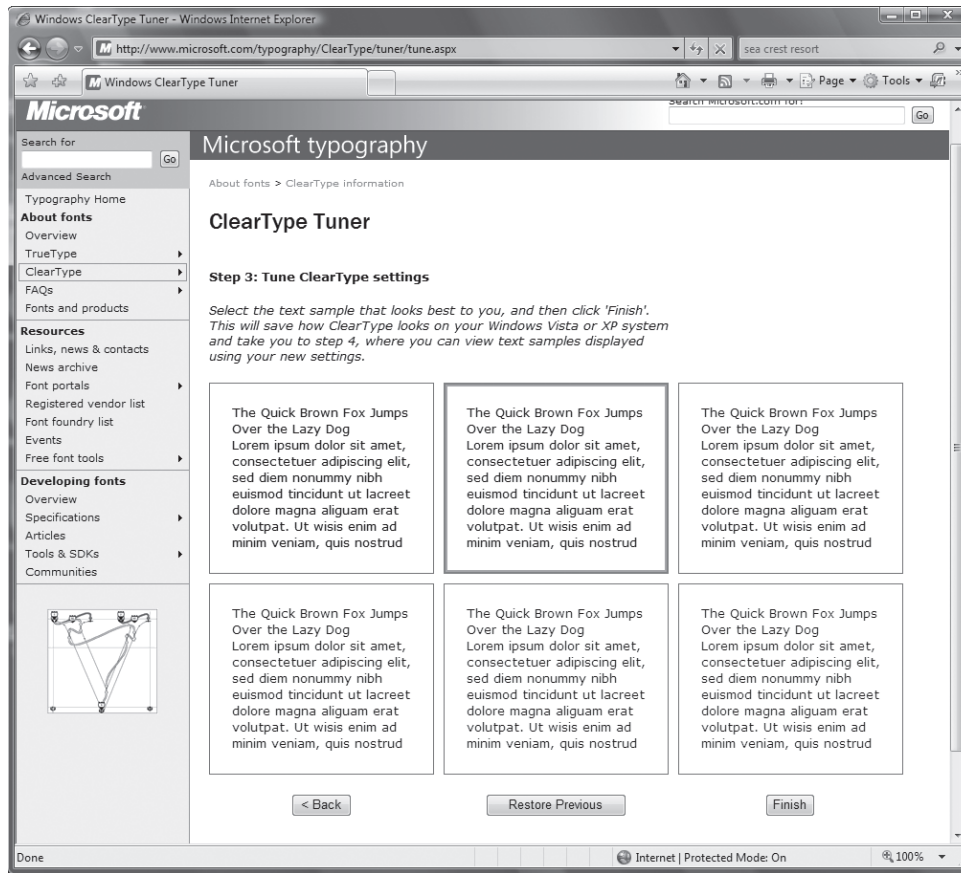 Windows ClearType Tuner - Windows Internet Explorer
http://www.microsoft.com/typography/ClearType/tuner/tune.aspx
sea crest resort
Windows ClearType Tuner
Page
Tools
Microsoft
Search Microsoft.com for:
Go
Search for
Go
Advanced Search
Typography Home
About fonts
Overview
TrueType
ClearType
FAQs
Fonts and products
Resources
Links, news & contacts
News archive
Font portals
Registered vendor list
Font foundry list
Events
Free font tools
Developing fonts
Overview
Specifications
Articles
Tools & SDKs
Communities
Microsoft typography
About fonts > ClearType information
ClearType Tuner
Step 3: Tune ClearType settings
Select the text sample that looks best to you, and then click 'Finish'.
This will save how ClearType looks on your Windows Vista or XP system
and take you to step 4, where you can view text samples displayed
using your new settings.
The Quick Brown Fox Jumps
Over the Lazy Dog
Lorem ipsum dolor sit amet,
consectetuer adipiscing elit,
sed diem nonummy nibh
euismod tincidunt ut lacreet
dolore magna aliguam erat
volutpat. Ut wisis enim ad
minim veniam, quis nostrud
The Quick Brown Fox Jumps
Over the Lazy Dog
Lorem ipsum dolor sit amet,
consectetuer adipiscing elit,
sed diem nonummy nibh
euismod tincidunt ut lacreet
dolore magna aliguam erat
volutpat. Ut wisis enim ad
minim veniam, quis nostrud
The Quick Brown Fox Jumps
Over the Lazy Dog
Lorem ipsum dolor sit amet,
consectetuer adipiscing elit,
sed diem nonummy nibh
euismod tincidunt ut lacreet
dolore magna aliguam erat
volutpat. Ut wisis enim ad
minim veniam, quis nostrud
The Quick Brown Fox Jumps
Over the Lazy Dog
Lorem ipsum dolor sit amet,
consectetuer adipiscing elit,
sed diem nonummy nibh
euismod tincidunt ut lacreet
dolore magna aliguam erat
volutpat. Ut wisis enim ad
minim veniam, quis nostrud
The Quick Brown Fox Jumps
Over the Lazy Dog
Lorem ipsum dolor sit amet,
consectetuer adipiscing elit,
sed diem nonummy nibh
euismod tincidunt ut lacreet
dolore magna aliguam erat
volutpat. Ut wisis enim ad
minim veniam, quis nostrud
The Quick Brown Fox Jumps
Over the Lazy Dog
Lorem ipsum dolor sit amet,
consectetuer adipiscing elit,
sed diem nonummy nibh
euismod tincidunt ut lacreet
dolore magna aliguam erat
volutpat. Ut wisis enim ad
minim veniam, quis nostrud
< Back
Restore Previous
Finish
Done
Internet | Protected Mode: On
100%